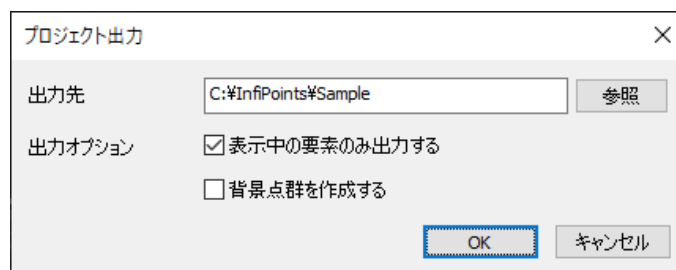 プロジェクト出力
出力先 C:¥InfiPoints¥Sample 参照
出力オプション 表示中の要素のみ出力する
背景点群を作成する
OK キャンセル